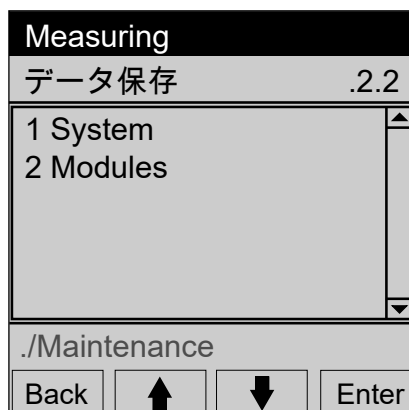 Measuring
データ保存 .2.2
1 System
2 Modules
./Maintenance
Back Enter